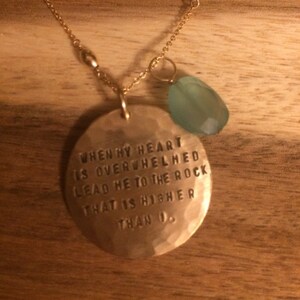 WHEN MY HEART
IS OVERWHELMED
LEAD ME TO THE ROCK
THAT IS HIGHER
THAN I.